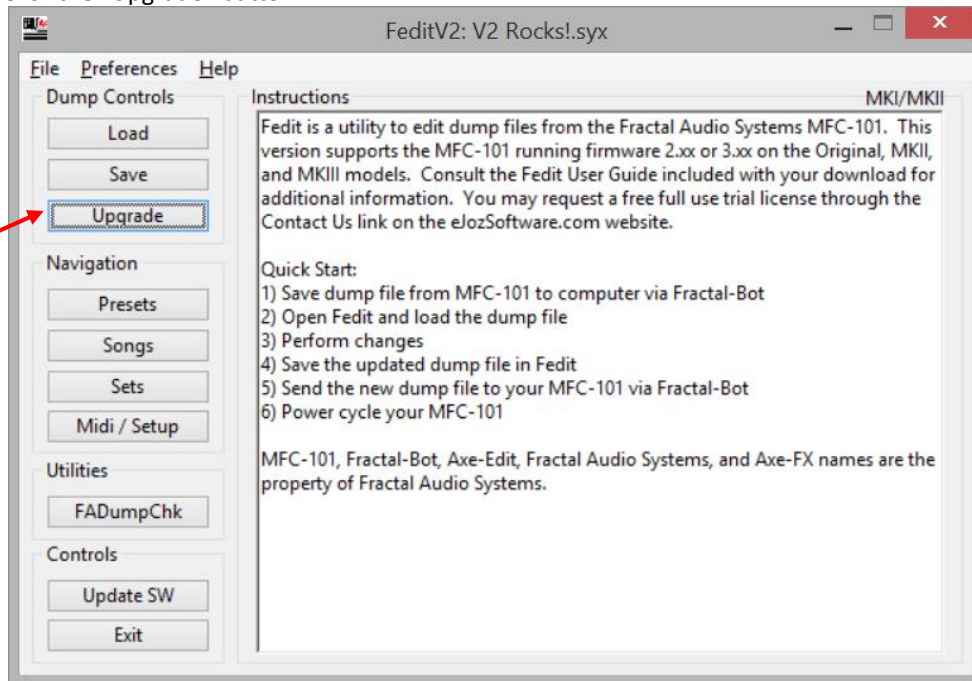 FeditV2: V2 Rocks!.syx
File Preferences Help
Dump Controls
Load
Save
Upgrade
Navigation
Presets
Songs
Sets
Midi / Setup
Utilities
FADumpChk
Controls
Update SW
Exit
Instructions
MKI/MKII
Fedit is a utility to edit dump files from the Fractal Audio Systems MFC-101. This
version supports the MFC-101 running firmware 2.xx or 3.xx on the Original, MKII,
and MKIII models. Consult the Fedit User Guide included with your download for
additional information. You may request a free full use trial license through the
Contact Us link on the eJozSoftware.com website.
Quick Start:
1) Save dump file from MFC-101 to computer via Fractal-Bot
2) Open Fedit and load the dump file
3) Perform changes
4) Save the updated dump file in Fedit
5) Send the new dump file to your MFC-101 via Fractal-Bot
6) Power cycle your MFC-101
MFC-101, Fractal-Bot, Axe-Edit, Fractal Audio Systems, and Axe-FX names are the
property of Fractal Audio Systems.